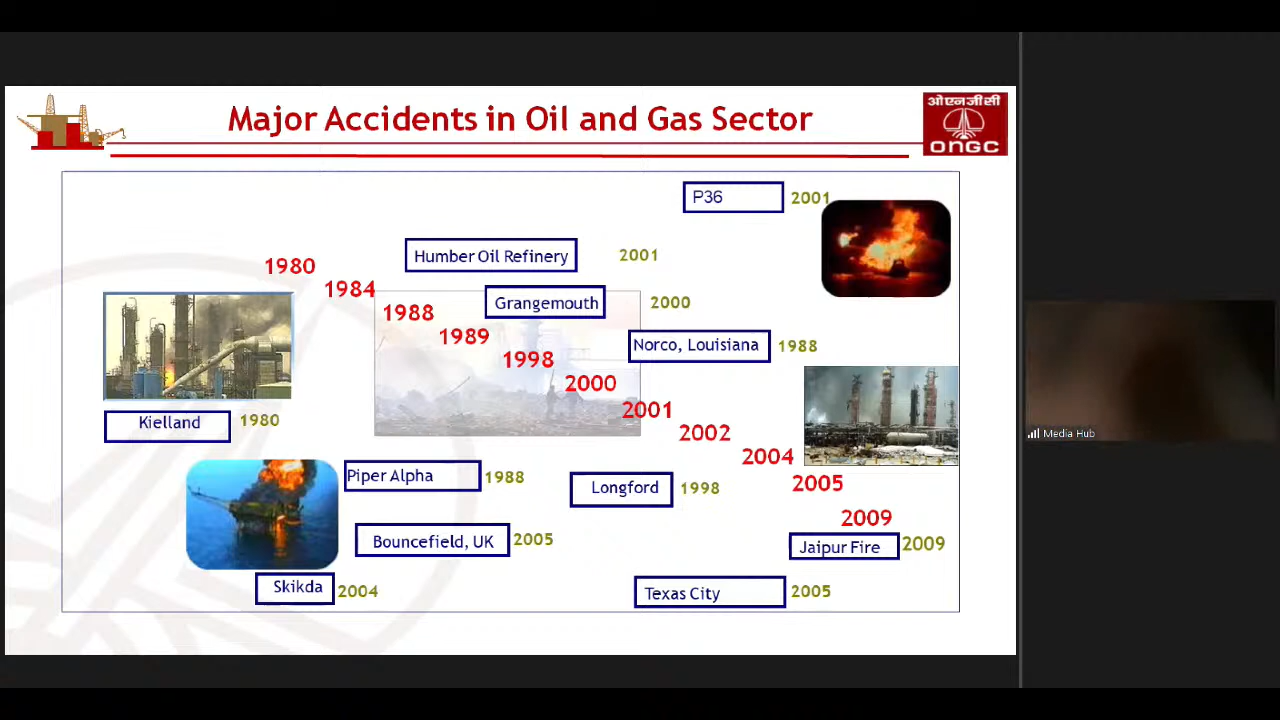 Major Accidents in Oil and Gas Sector
ओएनजीसी
ONGC
P36 2001
Humber Oil Refinery 2001
1980
1984
Grangemouth 2000
1988
1989
Norco, Louisiana 1988
1998
2000
2001
Kielland 1980
2002
2004
Piper Alpha 1988
2005
Longford 1998
2009
Bouncefield, UK 2005
Jaipur Fire 2009
Skikda 2004
Texas City 2005
Media Hub